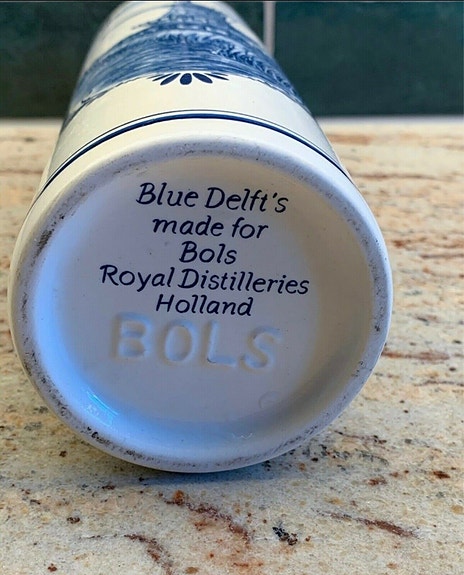 Blue Delft's
made for
Bols
Royal Distilleries
Holland
BOLS